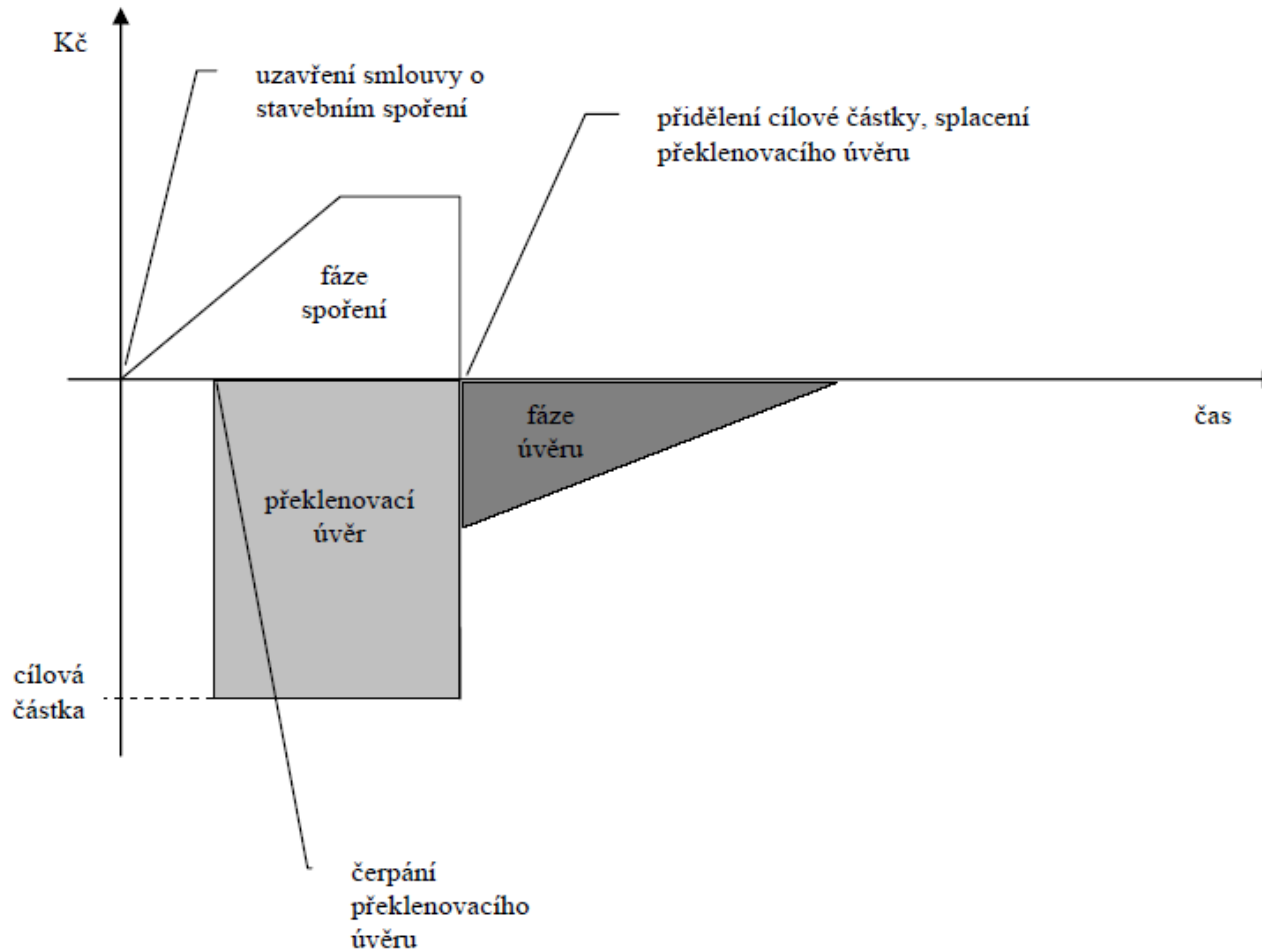 Kč
uzavření smlouvy o
stavebním spoření
přidělení cílové částky, splacení
překlenovacího úvěru
fáze
spoření
čas
fáze
úvěru
překlenovací
úvěr
cílová
částka
čerpání
překlenovacího
úvěru